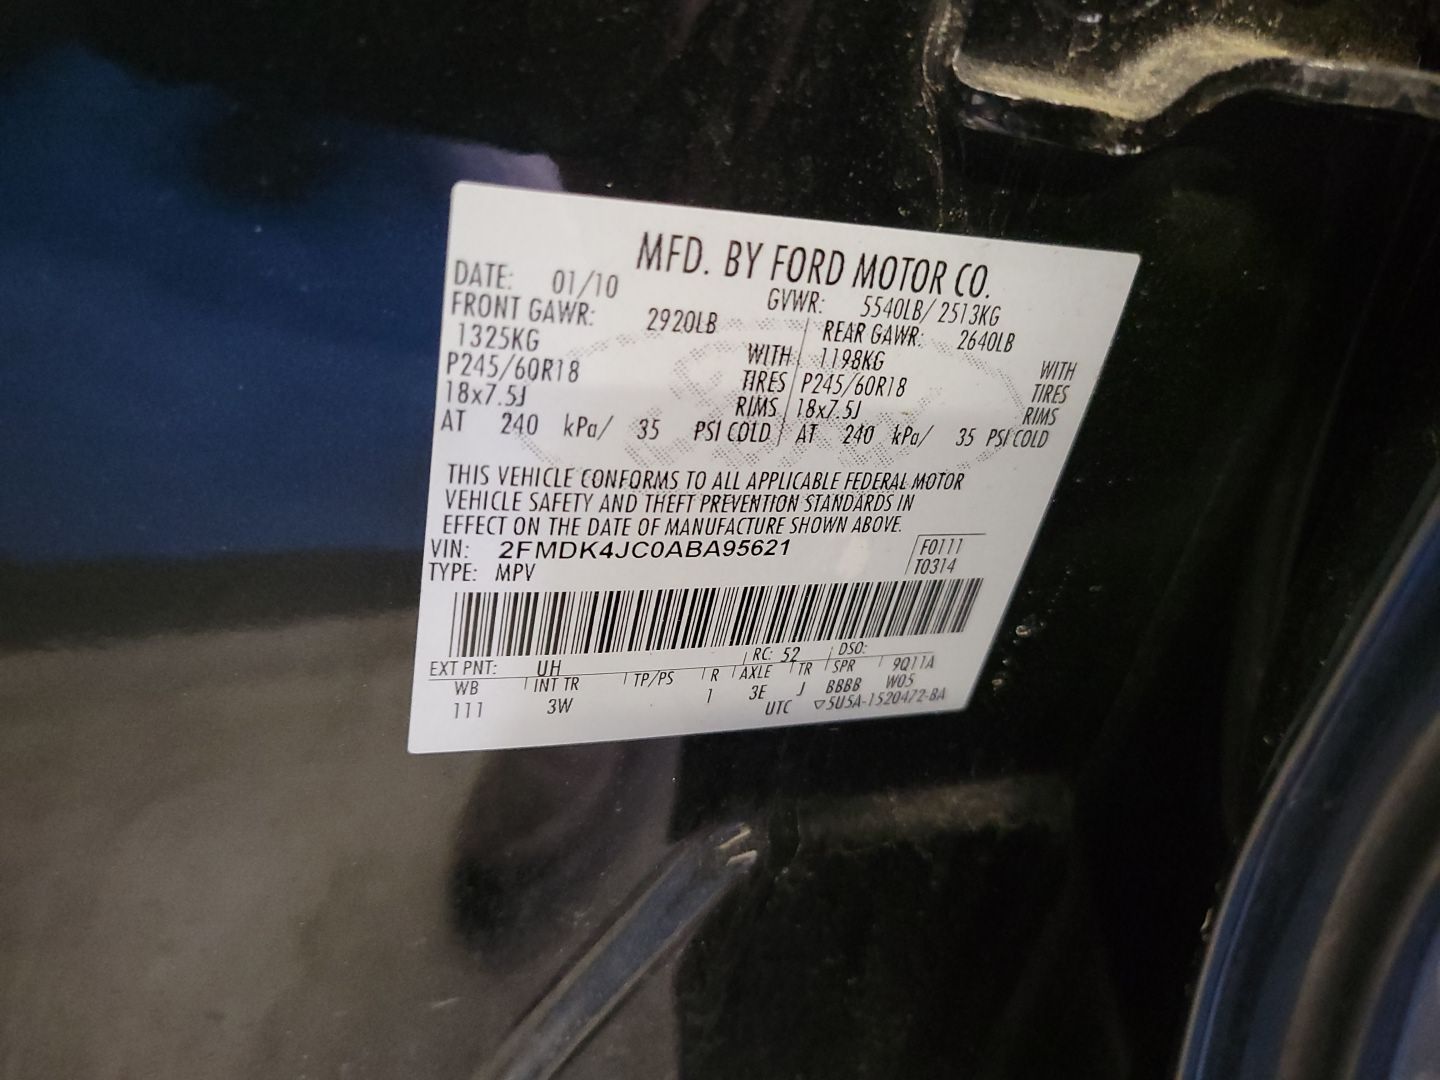 MFD. BY FORD MOTOR CO.
DATE: 01/10 GVWR: 5540LB/ 2513KG
FRONT GAWR: 2920LB REAR GAWR: 2640LB
1325KG WITH 1198KG WITH
P245/60R18 TIRES P245/60R18 TIRES
18x7.5J RIMS 18x7.5J RIMS
AT 240 kPa/ 35 PSI COLD AT 240 kPa/ 35 PSI COLD
THIS VEHICLE CONFORMS TO ALL APPLICABLE FEDERAL MOTOR
VEHICLE SAFETY AND THEFT PREVENTION STANDARDS IN
EFFECT ON THE DATE OF MANUFACTURE SHOWN ABOVE.
VIN: 2FMDK4JC0ABA95621 F0111
TYPE: MPV T0314
EXT PNT: UH RC: 52 DSO:
WB INT TR TP/PS R AXLE TR SPR 9Q11A
111 3W 1 3E J BBBB W05
UTC ▽5U5A-1520472-BA